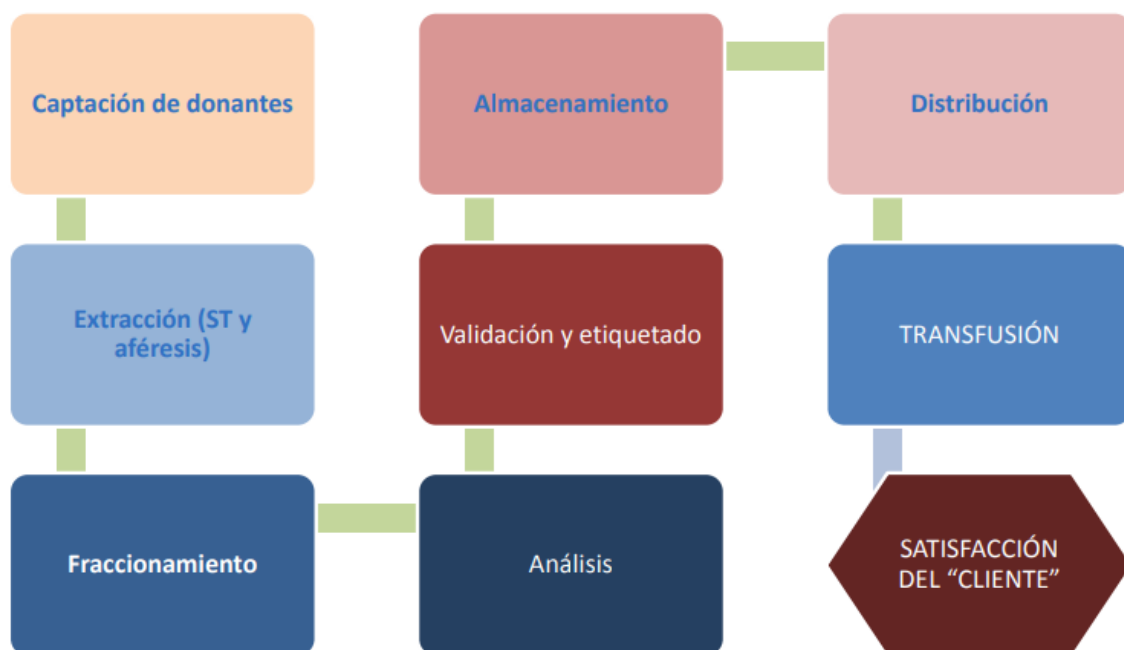 Captación de donantes
Extracción (ST y
aféresis)
Fraccionamiento
Análisis
Validación y etiquetado
Almacenamiento
Distribución
TRANSFUSIÓN
SATISFACCIÓN
DEL “CLIENTE”